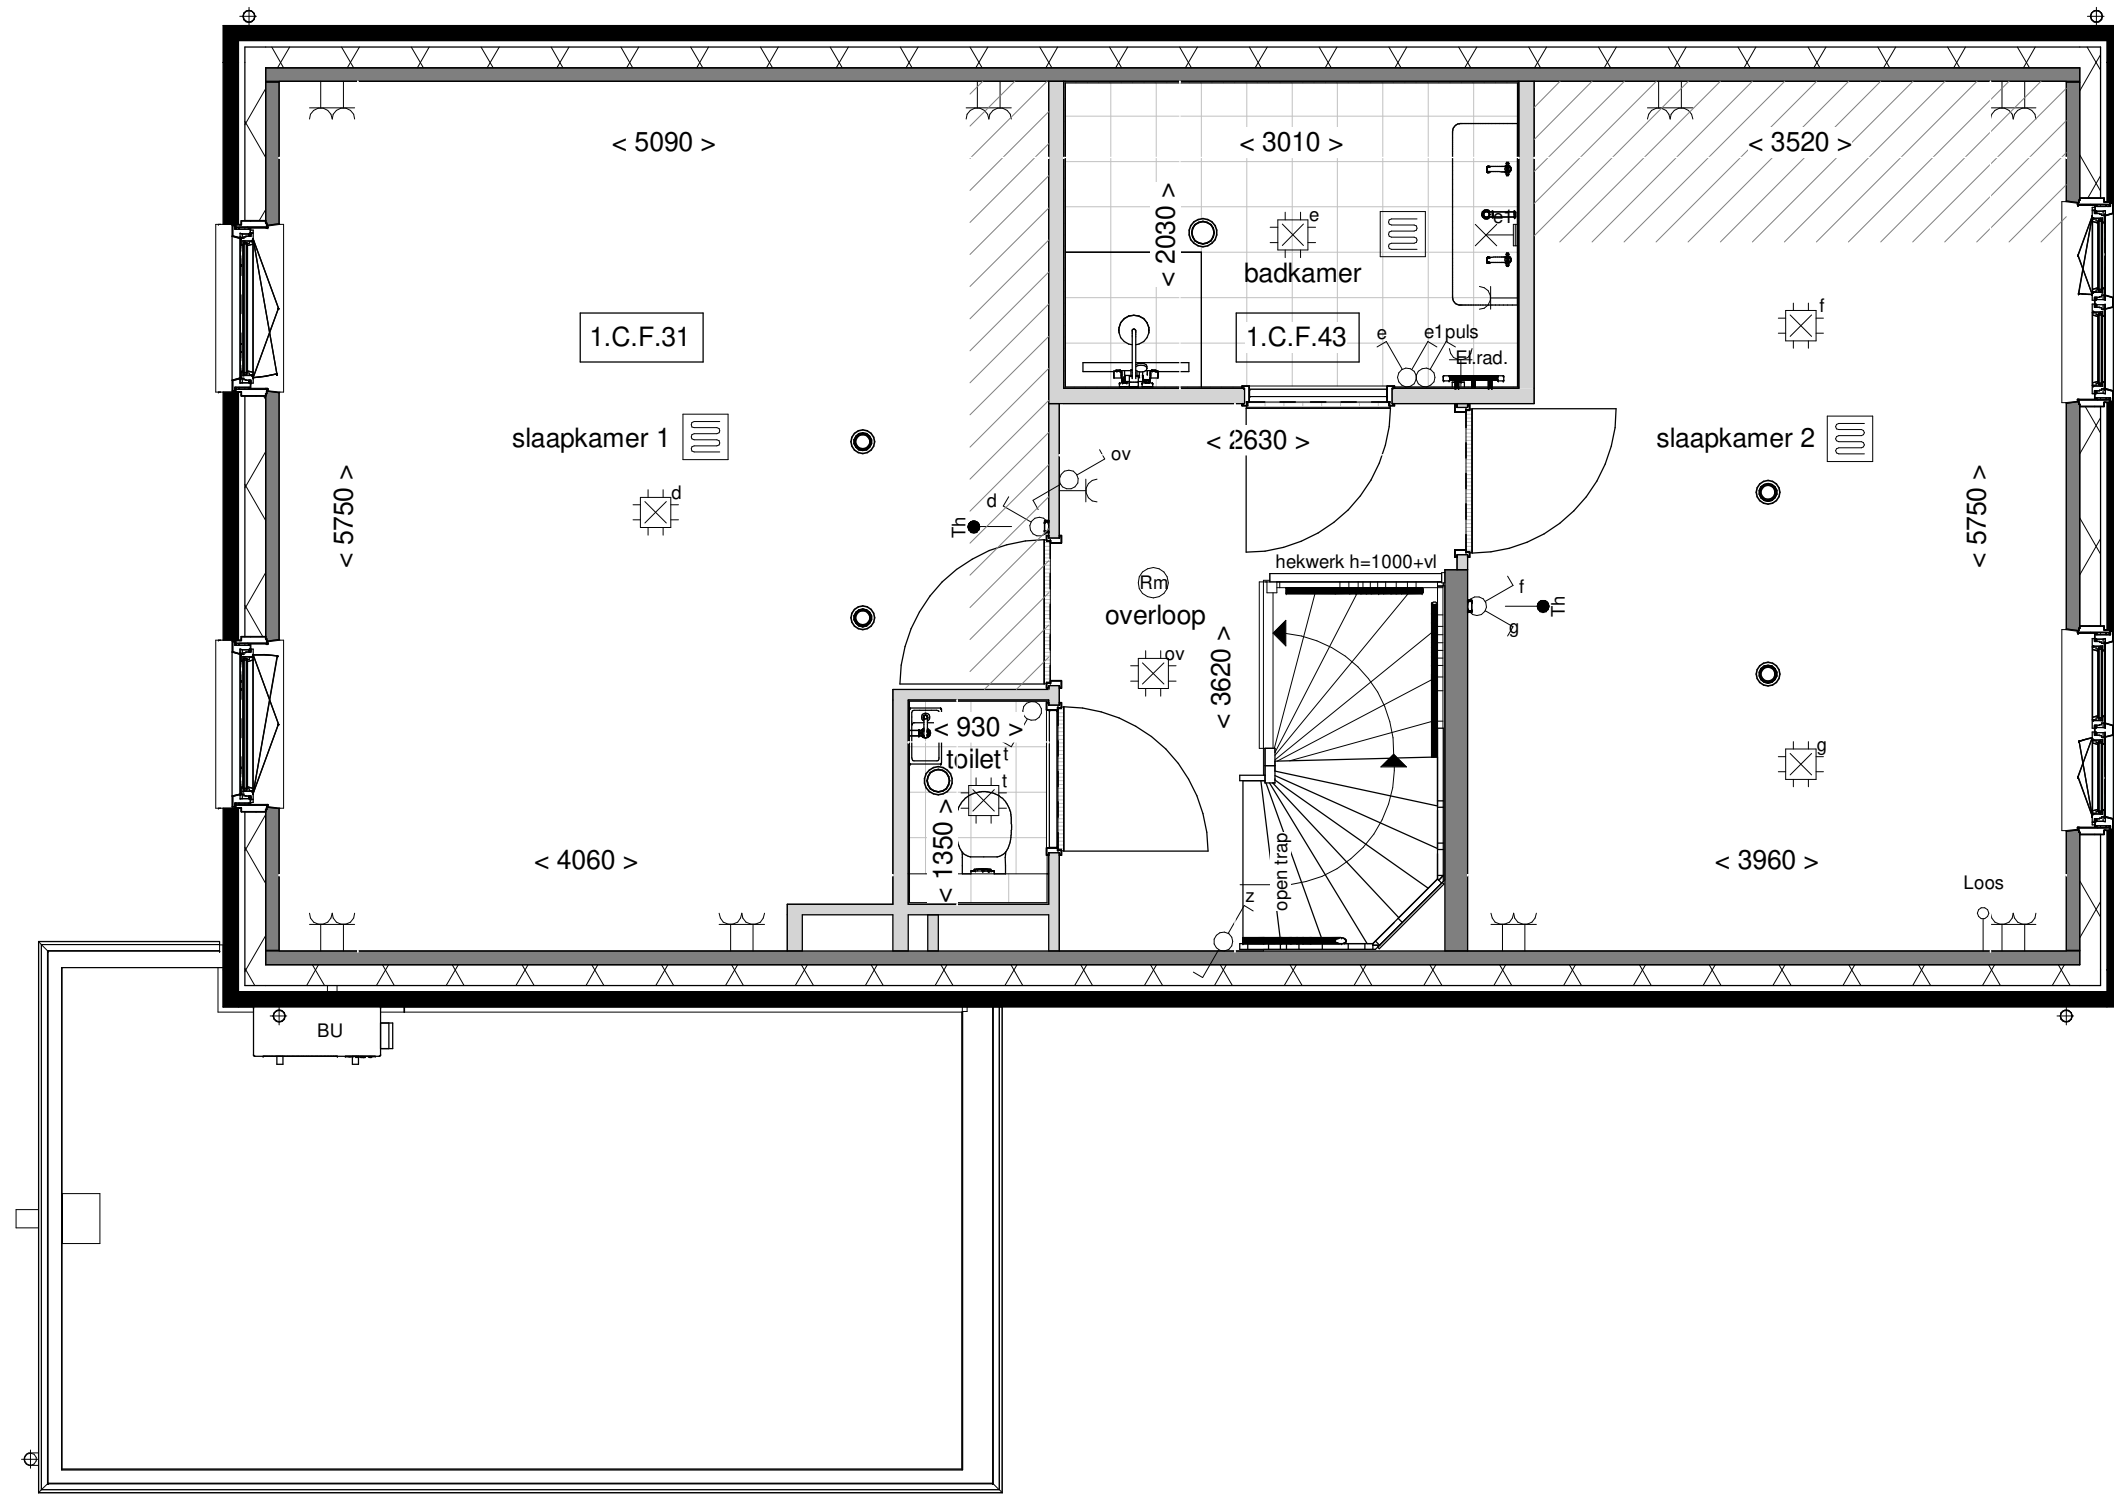 < 5090 >
< 3010 >
< 3520 >
< 2030 >
e
e1
badkamer
f
1.C.F.31
1.C.F.43
e
e1puls
El.rad.
slaapkamer 1
< 2630 >
slaapkamer 2
ov
d
d
Th
< 5750 >
< 5750 >
hekwerk h=1000+vl
Rm
overloop
f
Th
g
ov
< 3620 >
< 930 >
toilet
t
t
g
< 1350 >
open trap
< 4060 >
< 3960 >
z
Loos
BU